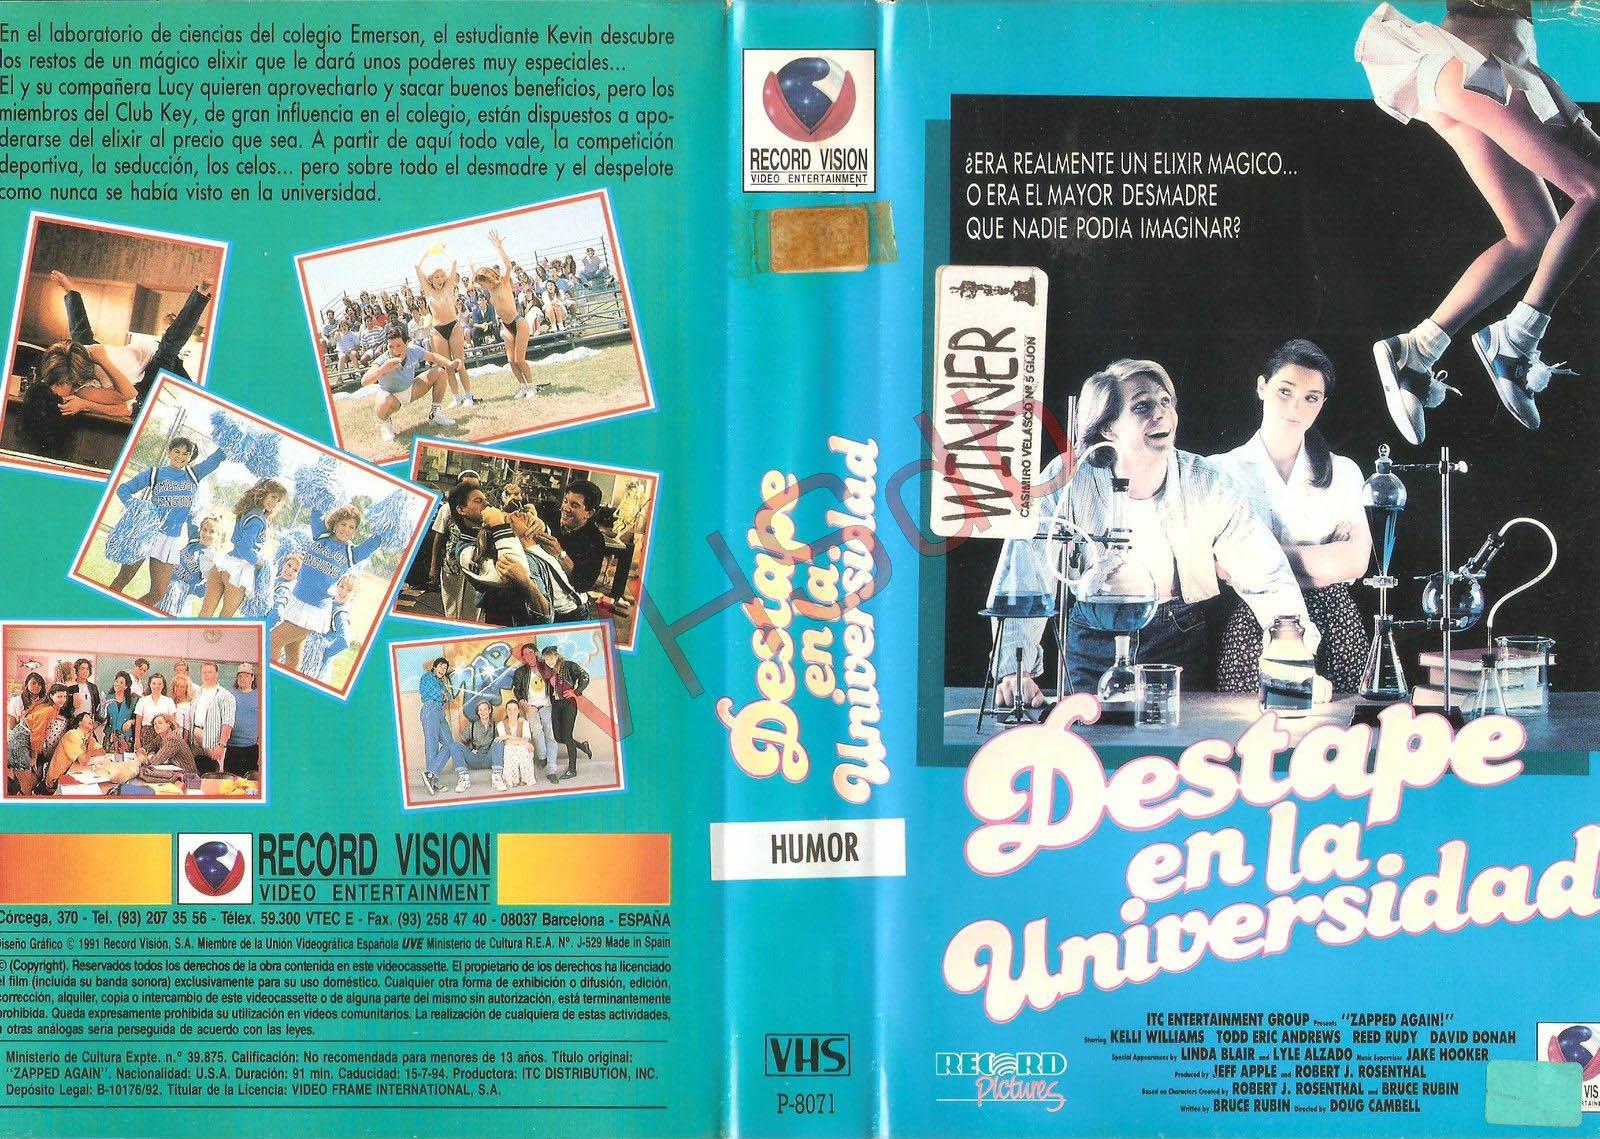 En el laboratorio de ciencias del colegio Emerson, el estudiante Kevin descubre
los restos de un mágico elixir que le dará unos poderes muy especiales...
El y su compañera Lucy quieren aprovecharlo y sacar buenos beneficios, pero los
miembros del Club Key, de gran influencia en el colegio, están dispuestos a apo-
derarse del elixir al precio que sea. A partir de aquí todo vale, la competición
deportiva, la seducción, los celos... pero sobre todo el desmadre y el despelote
como nunca se había visto en la universidad.
RECORD VISION
VIDEO ENTERTAINMENT
Córcega, 370 - Tel. (93) 207 35 56 - Télex. 59.300 VTEC E - Fax. (93) 258 47 40 - 08037 Barcelona - ESPAÑA
Diseño Gráfico © 1991 Record Visión, S.A. Miembro de la Unión Videográfica Española UVE Ministerio de Cultura R.E.A. Nº. J-529 Made in Spain
© (Copyright). Reservados todos los derechos de la obra contenida en este videocassette. El propietario de los derechos ha licenciado
el film (incluída su banda sonora) exclusivamente para su uso doméstico. Cualquier otra forma de exhibición o difusión, edición,
corrección, alquiler, copia o intercambio de este videocassette o de alguna parte del mismo sin autorización, está terminantemente
prohibida. Queda expresamente prohibida su utilización en videos comunitarios. La realización de cualquiera de estas actividades,
u otras análogas sería perseguida de acuerdo con las leyes.
Ministerio de Cultura Expte. n.º 39.875. Calificación: No recomendada para menores de 13 años. Título original:
"ZAPPED AGAIN". Nacionalidad: U.S.A. Duración: 91 min. Caducidad: 15-7-94. Productora: ITC DISTRIBUTION, INC.
Depósito Legal: B-10176/92. Titular de la Licencia: VIDEO FRAME INTERNATIONAL, S.A.
RECORD VISION
VIDEO ENTERTAINMENT
Destape
en la
Universidad
HUMOR
VHS
P-8071
VHSdb
¿ERA REALMENTE UN ELIXIR MAGICO...
O ERA EL MAYOR DESMADRE
QUE NADIE PODIA IMAGINAR?
WINNER
CASIMIRO VELASCO Nº 5 GIJON
Destape
en la
Universidad
ITC ENTERTAINMENT GROUP Presents "ZAPPED AGAIN!"
Starring KELLI WILLIAMS TODD ERIC ANDREWS REED RUDY DAVID DONAH
Special Appearances by LINDA BLAIR and LYLE ALZADO Music Supervisor JAKE HOOKER
Produced by JEFF APPLE and ROBERT J. ROSENTHAL
Based on Characters Created by ROBERT J. ROSENTHAL and BRUCE RUBIN
Written by BRUCE RUBIN Directed by DOUG CAMBELL
RECORD
Pictures